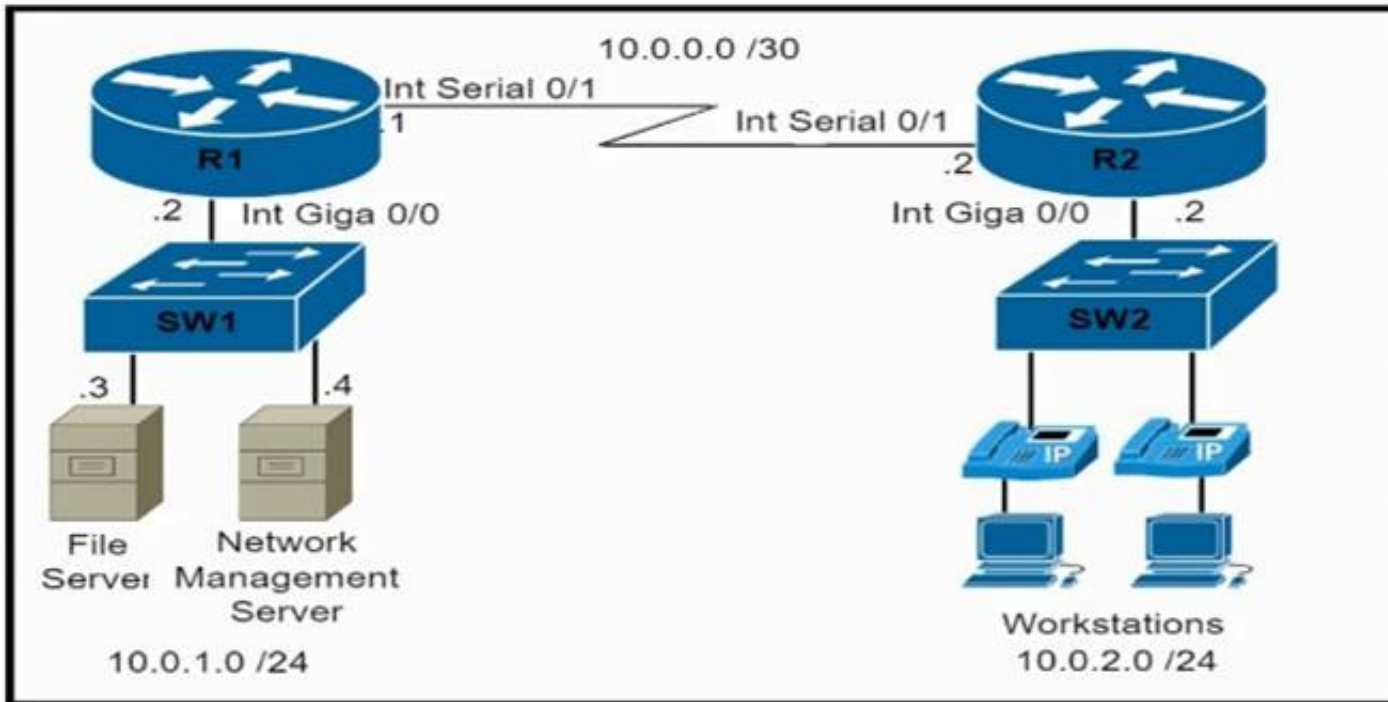 10.0.0.0 /30
Int Serial 0/1
.1
Int Serial 0/1
.2
R1
R2
.2
Int Giga 0/0
Int Giga 0/0
.2
SW1
SW2
.3
.4
IP
IP
File
Server
Network
Management
Server
Workstations
10.0.1.0 /24
10.0.2.0 /24